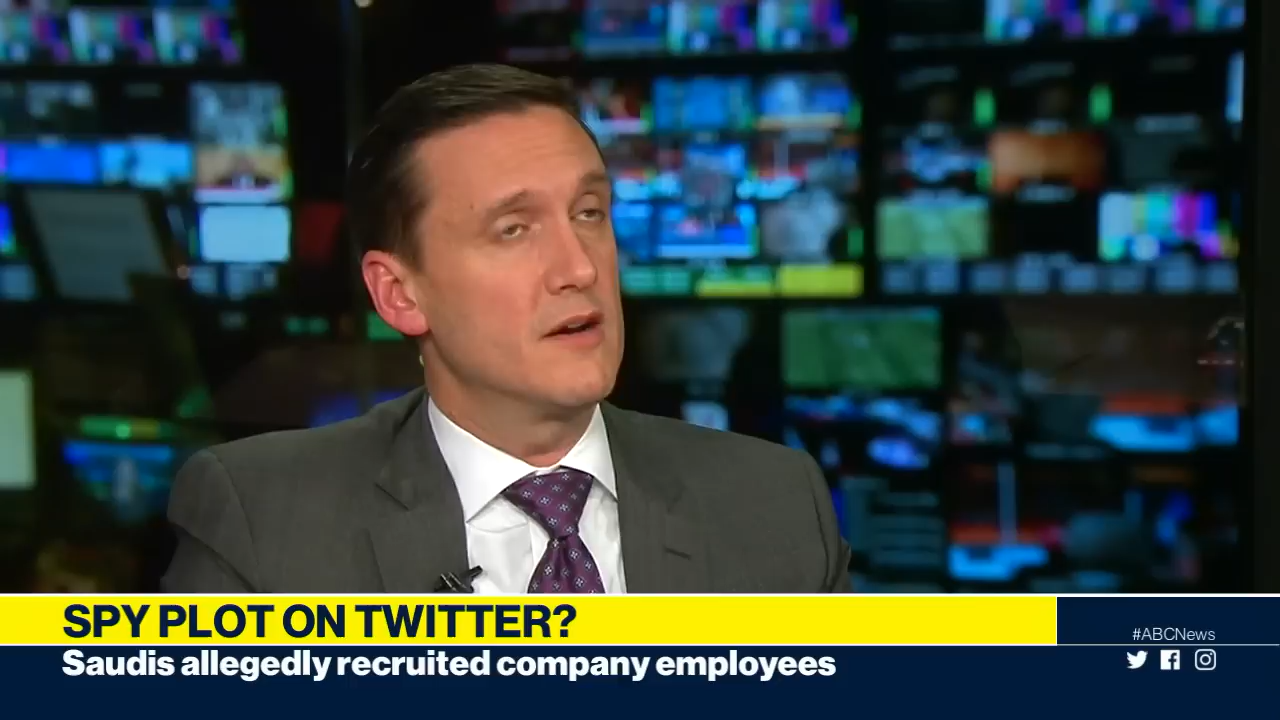 SPY PLOT ON TWITTER?
#ABCNews
Saudis allegedly recruited company employees